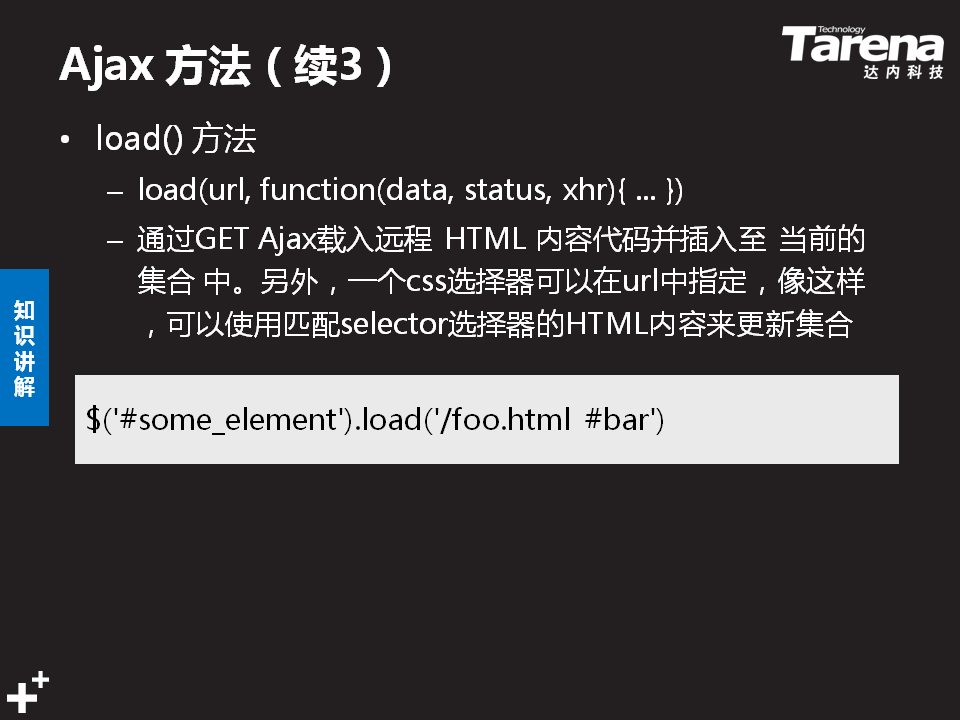 Ajax 方法（续3）
Technology
Tarena
达内科技
• load() 方法
– load(url, function(data, status, xhr){ ... })
– 通过GET Ajax载入远程 HTML 内容代码并插入至 当前的
集合 中。另外，一个css选择器可以在url中指定，像这样
，可以使用匹配selector选择器的HTML内容来更新集合
知识讲解
$('#some_element').load('/foo.html #bar')